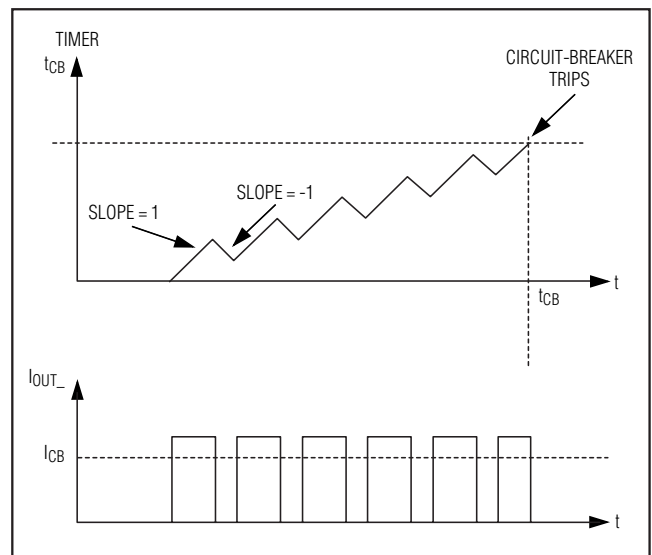 TIMER
tCB
CIRCUIT-BREAKER
TRIPS
SLOPE = 1
SLOPE = -1
t
tCB
IOUT_
ICB
t